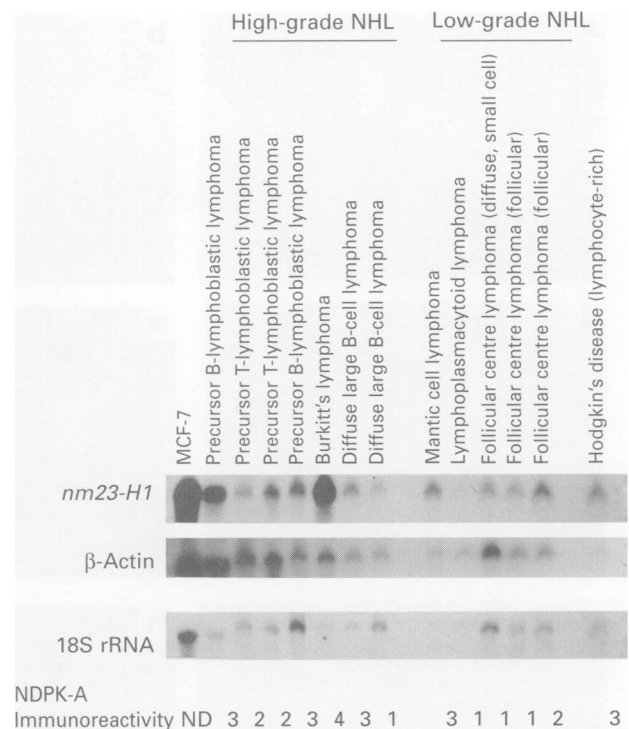 High-grade NHL
Low-grade NHL
MCF-7
Precursor B-lymphoblastic lymphoma
Precursor T-lymphoblastic lymphoma
Precursor T-lymphoblastic lymphoma
Precursor B-lymphoblastic lymphoma
Burkitt's lymphoma
Diffuse large B-cell lymphoma
Diffuse large B-cell lymphoma
Mantic cell lymphoma
Lymphoplasmacytoid lymphoma
Follicular centre lymphoma (diffuse, small cell)
Follicular centre lymphoma (follicular)
Follicular centre lymphoma (follicular)
Hodgkin's disease (lymphocyte-rich)
nm23-H1
β-Actin
18S rRNA
NDPK-A
Immunoreactivity ND 3 2 2 3 4 3 1 3 1 1 1 2 3